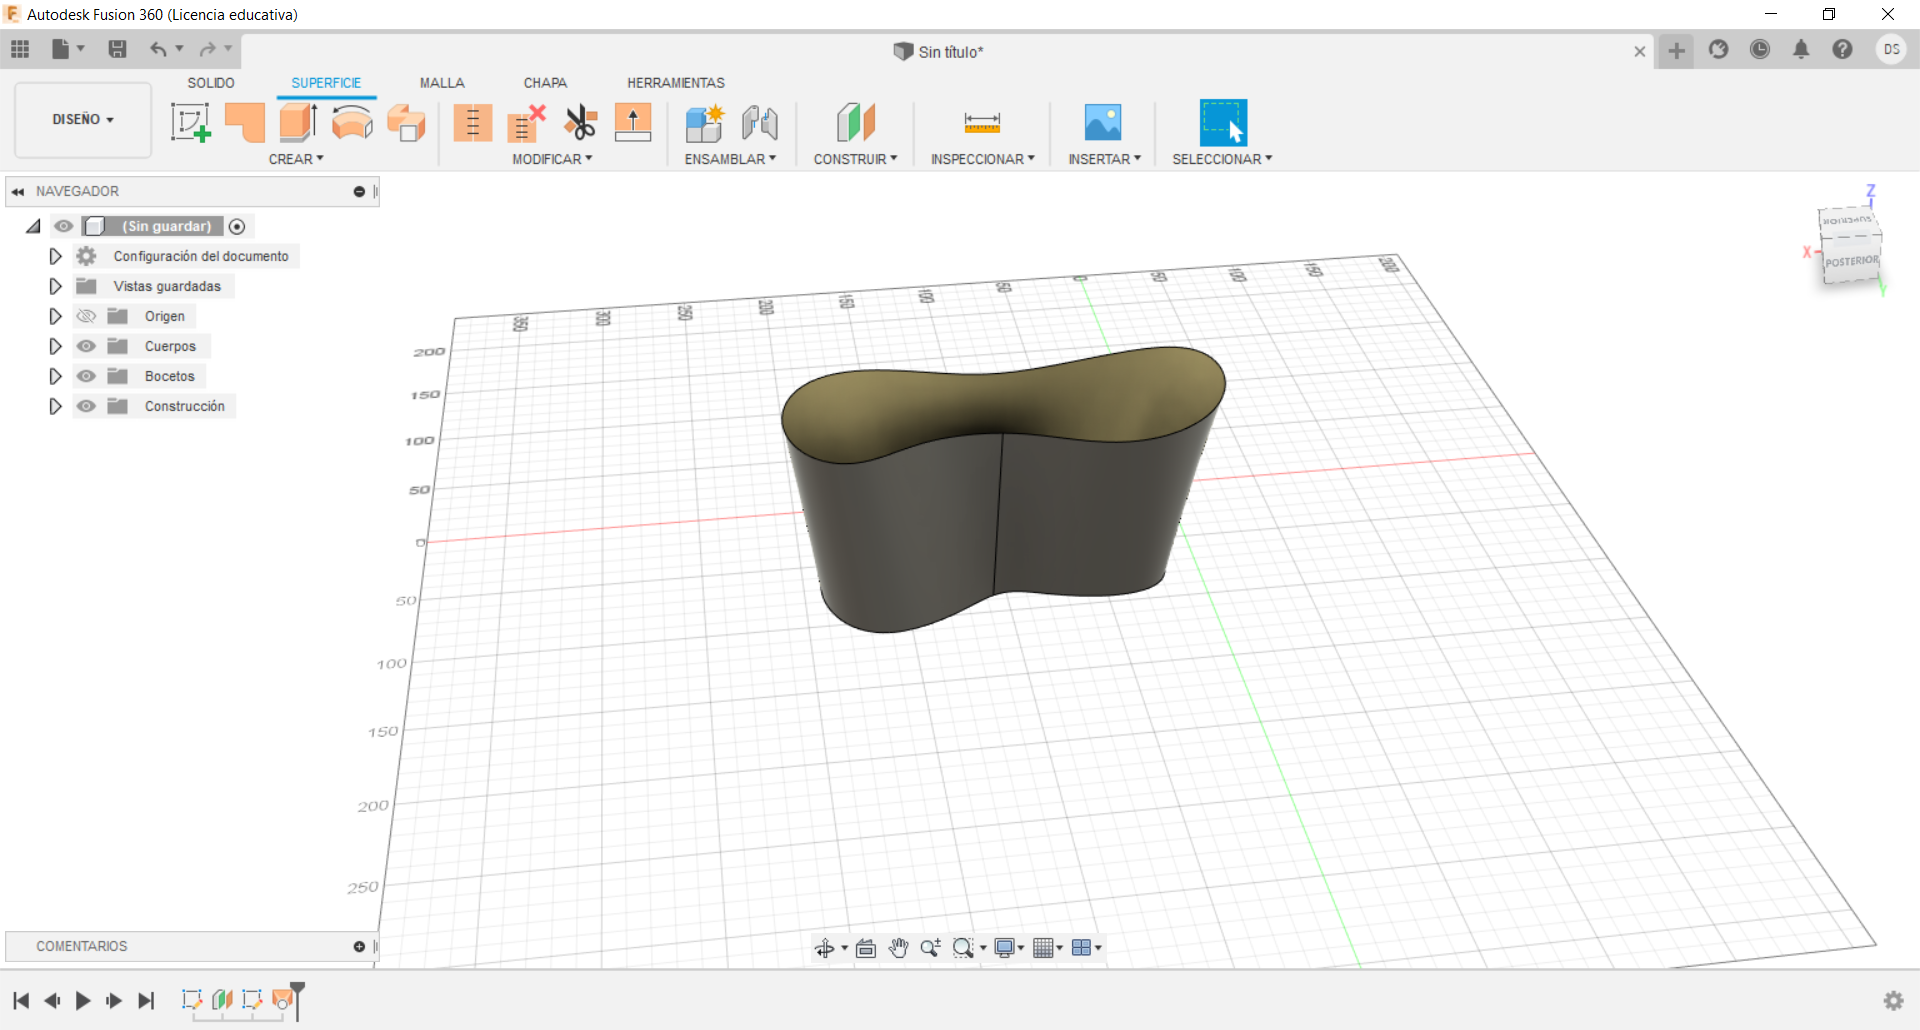 Autodesk Fusion 360 (Licencia educativa)
Sin título*
DS
SOLIDO SUPERFICIE MALLA CHAPA HERRAMIENTAS
DISEÑO
CREAR MODIFICAR ENSAMBLAR CONSTRUIR INSPECCIONAR INSERTAR SELECCIONAR
NAVEGADOR
(Sin guardar)
Configuración del documento
Vistas guardadas
Origen
Cuerpos
Bocetos
Construcción
Z
SUPERIOR
X
POSTERIOR
Y
350 300 250 200 150 100 50 0 50 100 150 200
200
150
100
50
0
50
100
150
200
250
COMENTARIOS